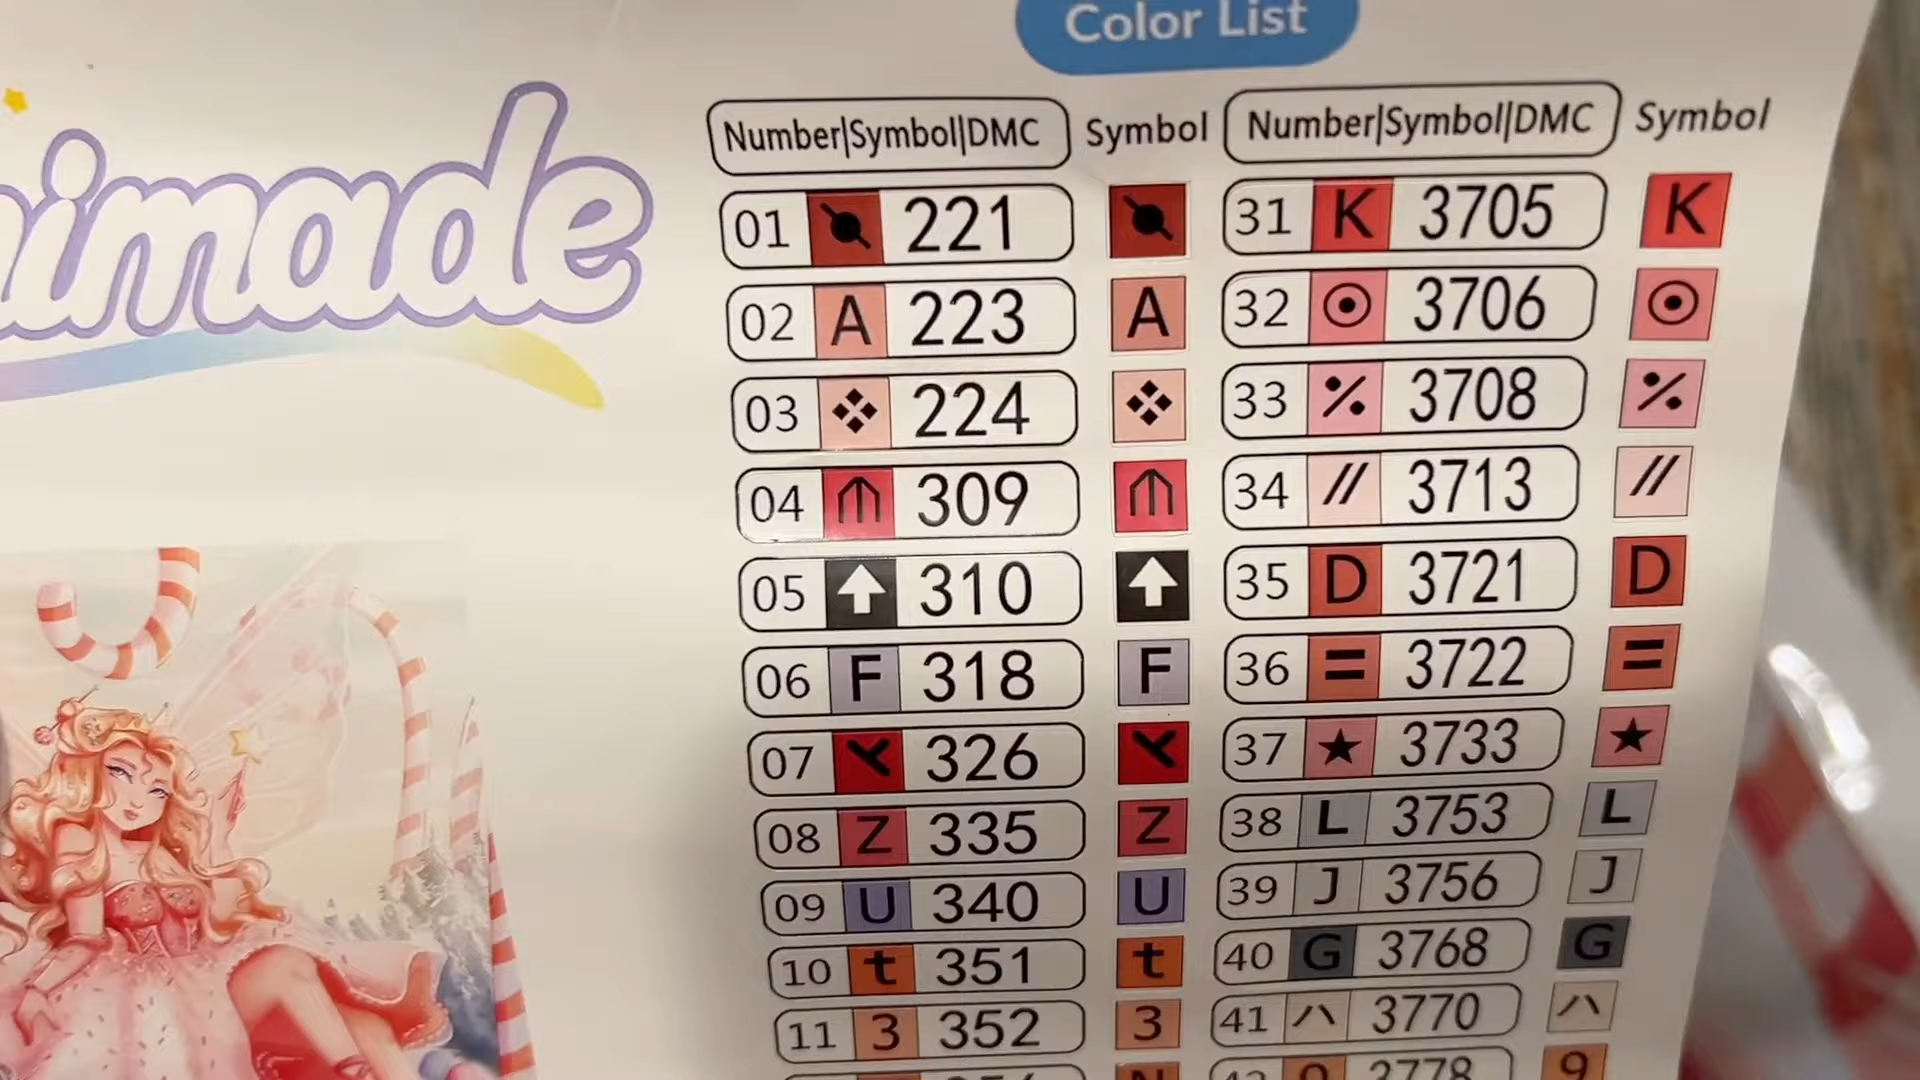 Color List
imade
Number|Symbol|DMC Symbol Number|Symbol|DMC Symbol
01 221 31 K 3705 K
02 A 223 A 32 3706
03 224 33 3708
04 309 34 // 3713 //
05 310 35 D 3721 D
06 F 318 F 36 = 3722 =
07 326 37 ★ 3733 ★
08 Z 335 Z 38 L 3753 L
09 U 340 U 39 J 3756 J
10 t 351 t 40 G 3768 G
11 3 352 3 41 ハ 3770 ハ
N 3778 9